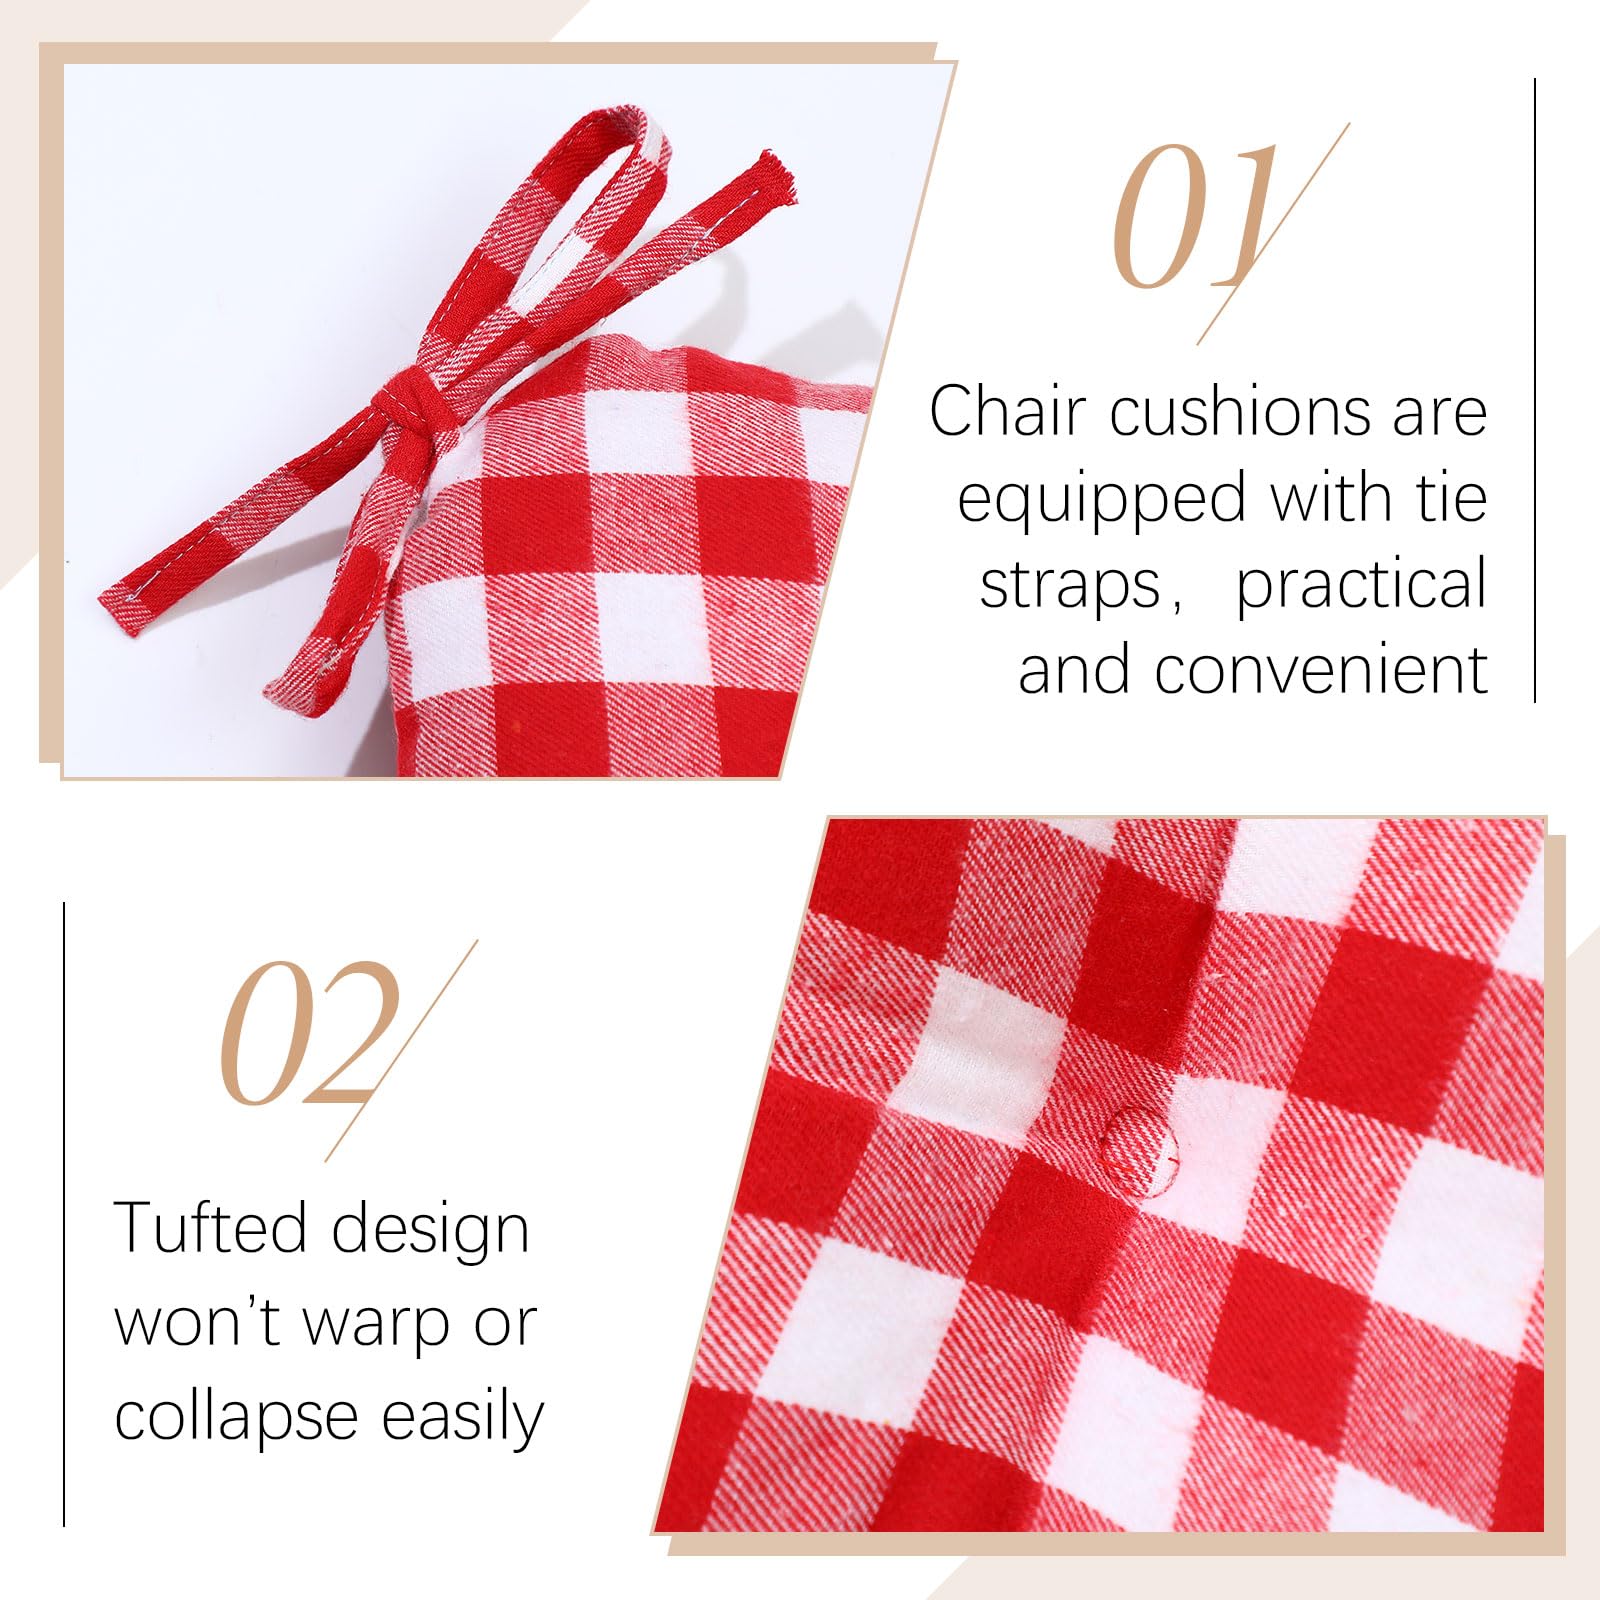 01
Chair cushions are
equipped with tie
straps, practical
and convenient
02
Tufted design
won’t warp or
collapse easily